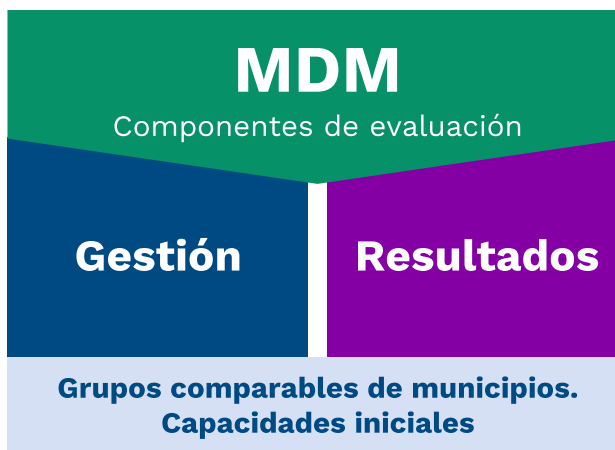 MDM
Componentes de evaluación
Gestión
Resultados
Grupos comparables de municipios.
Capacidades iniciales